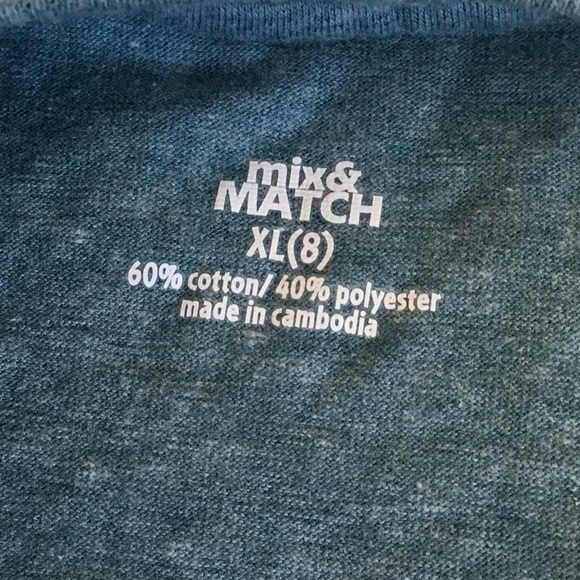 mix&
MATCH
XL(8)
60% cotton/ 40% polyester
made in cambodia